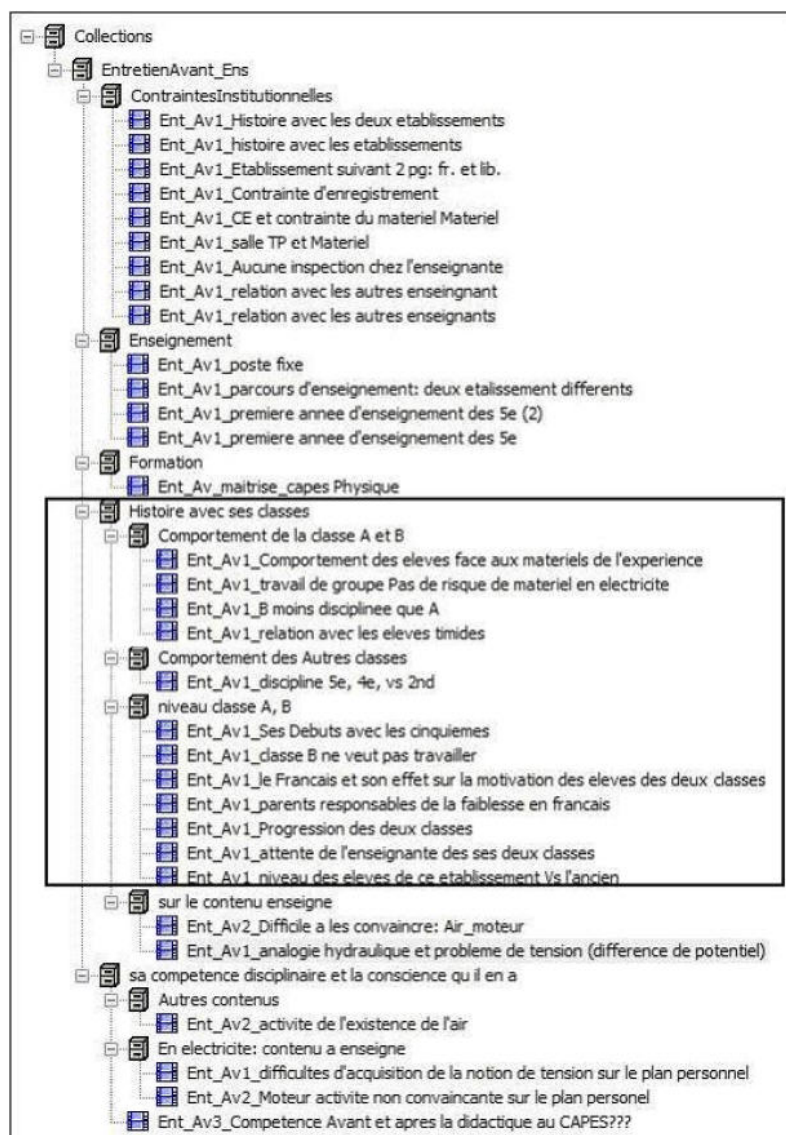 Collections
EntretienAvant_Ens
ContraintesInstitutionnelles
Ent_Av1_Histoire avec les deux etablissements
Ent_Av1_histoire avec les etablissements
Ent_Av1_Etablissement suivant 2 pg: fr. et lib.
Ent_Av1_Contrainte d'enregistrement
Ent_Av1_CE et contrainte du materiel Materiel
Ent_Av1_salle TP et Materiel
Ent_Av1_Aucune inspection chez l'enseignante
Ent_Av1_relation avec les autres enseingnant
Ent_Av1_relation avec les autres enseignants
Enseignement
Ent_Av1_poste fixe
Ent_Av1_parcours d'enseignement: deux etalissement differents
Ent_Av1_premiere annee d'enseignement des 5e (2)
Ent_Av1_premiere annee d'enseignement des 5e
Formation
Ent_Av_maitrise_capes Physique
Histoire avec ses classes
Comportement de la classe A et B
Ent_Av1_Comportement des eleves face aux materiels de l'experience
Ent_Av1_travail de groupe Pas de risque de materiel en electricite
Ent_Av1_B moins disciplinee que A
Ent_Av1_relation avec les eleves timides
Comportement des Autres classes
Ent_Av1_discipline 5e, 4e, vs 2nd
niveau classe A, B
Ent_Av1_Ses Debuts avec les cinquiemes
Ent_Av1_classe B ne veut pas travailler
Ent_Av1_le Francais et son effet sur la motivation des eleves des deux classes
Ent_Av1_parents responsables de la faiblesse en francais
Ent_Av1_Progression des deux classes
Ent_Av1_attente de l'enseignante des ses deux classes
Ent_Av1_niveau des eleves de ce etablissement Vs l'ancien
sur le contenu enseigne
Ent_Av2_Difficile a les convaincre: Air_moteur
Ent_Av1_analogie hydraulique et probleme de tension (difference de potentiel)
sa competence disciplinaire et la conscience qu il en a
Autres contenus
Ent_Av2_activite de l'existence de l'air
En electricite: contenu a enseigne
Ent_Av1_difficultes d'acquisition de la notion de tension sur le plan personnel
Ent_Av2_Moteur activite non convaincante sur le plan personel
Ent_Av3_Competence Avant et apres la didactique au CAPES???